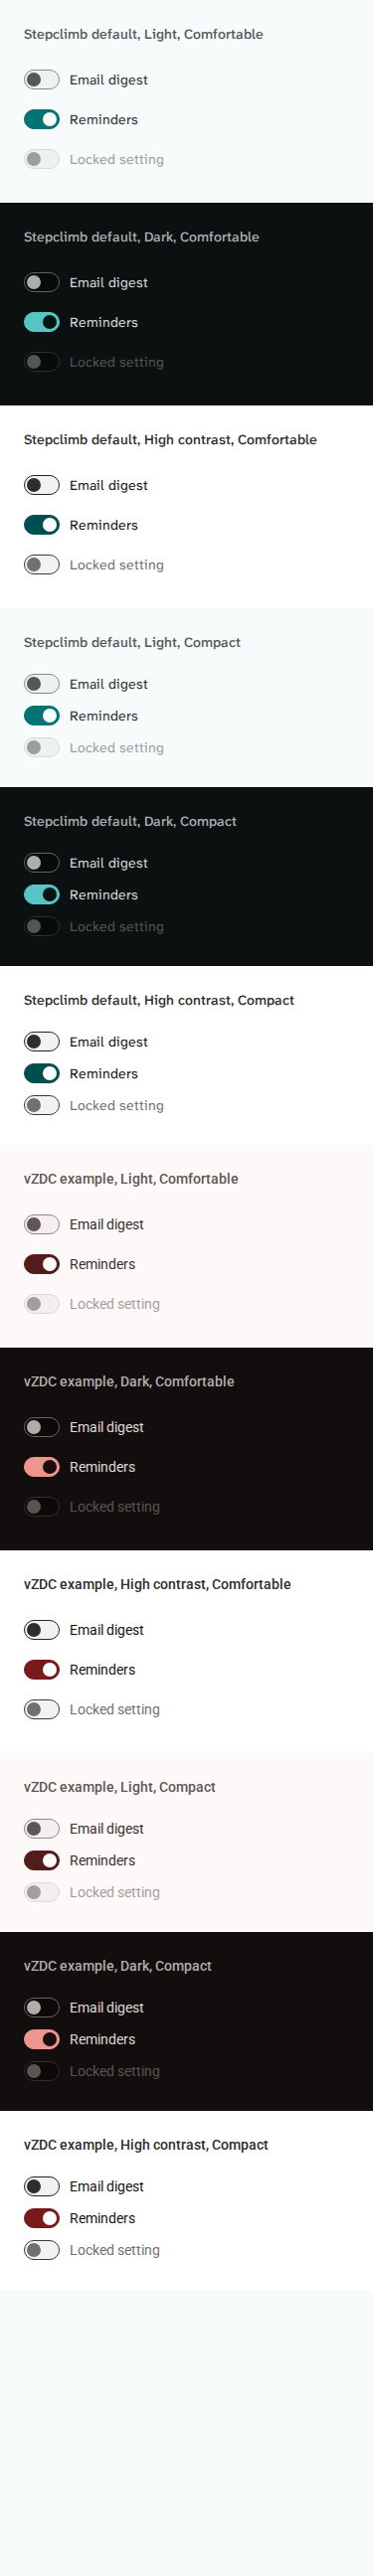 Stepclimb default, Light, Comfortable
Email digest
Reminders
Locked setting
Stepclimb default, Dark, Comfortable
Email digest
Reminders
Locked setting
Stepclimb default, High contrast, Comfortable
Email digest
Reminders
Locked setting
Stepclimb default, Light, Compact
Email digest
Reminders
Locked setting
Stepclimb default, Dark, Compact
Email digest
Reminders
Locked setting
Stepclimb default, High contrast, Compact
Email digest
Reminders
Locked setting
vZDC example, Light, Comfortable
Email digest
Reminders
Locked setting
vZDC example, Dark, Comfortable
Email digest
Reminders
Locked setting
vZDC example, High contrast, Comfortable
Email digest
Reminders
Locked setting
vZDC example, Light, Compact
Email digest
Reminders
Locked setting
vZDC example, Dark, Compact
Email digest
Reminders
Locked setting
vZDC example, High contrast, Compact
Email digest
Reminders
Locked setting